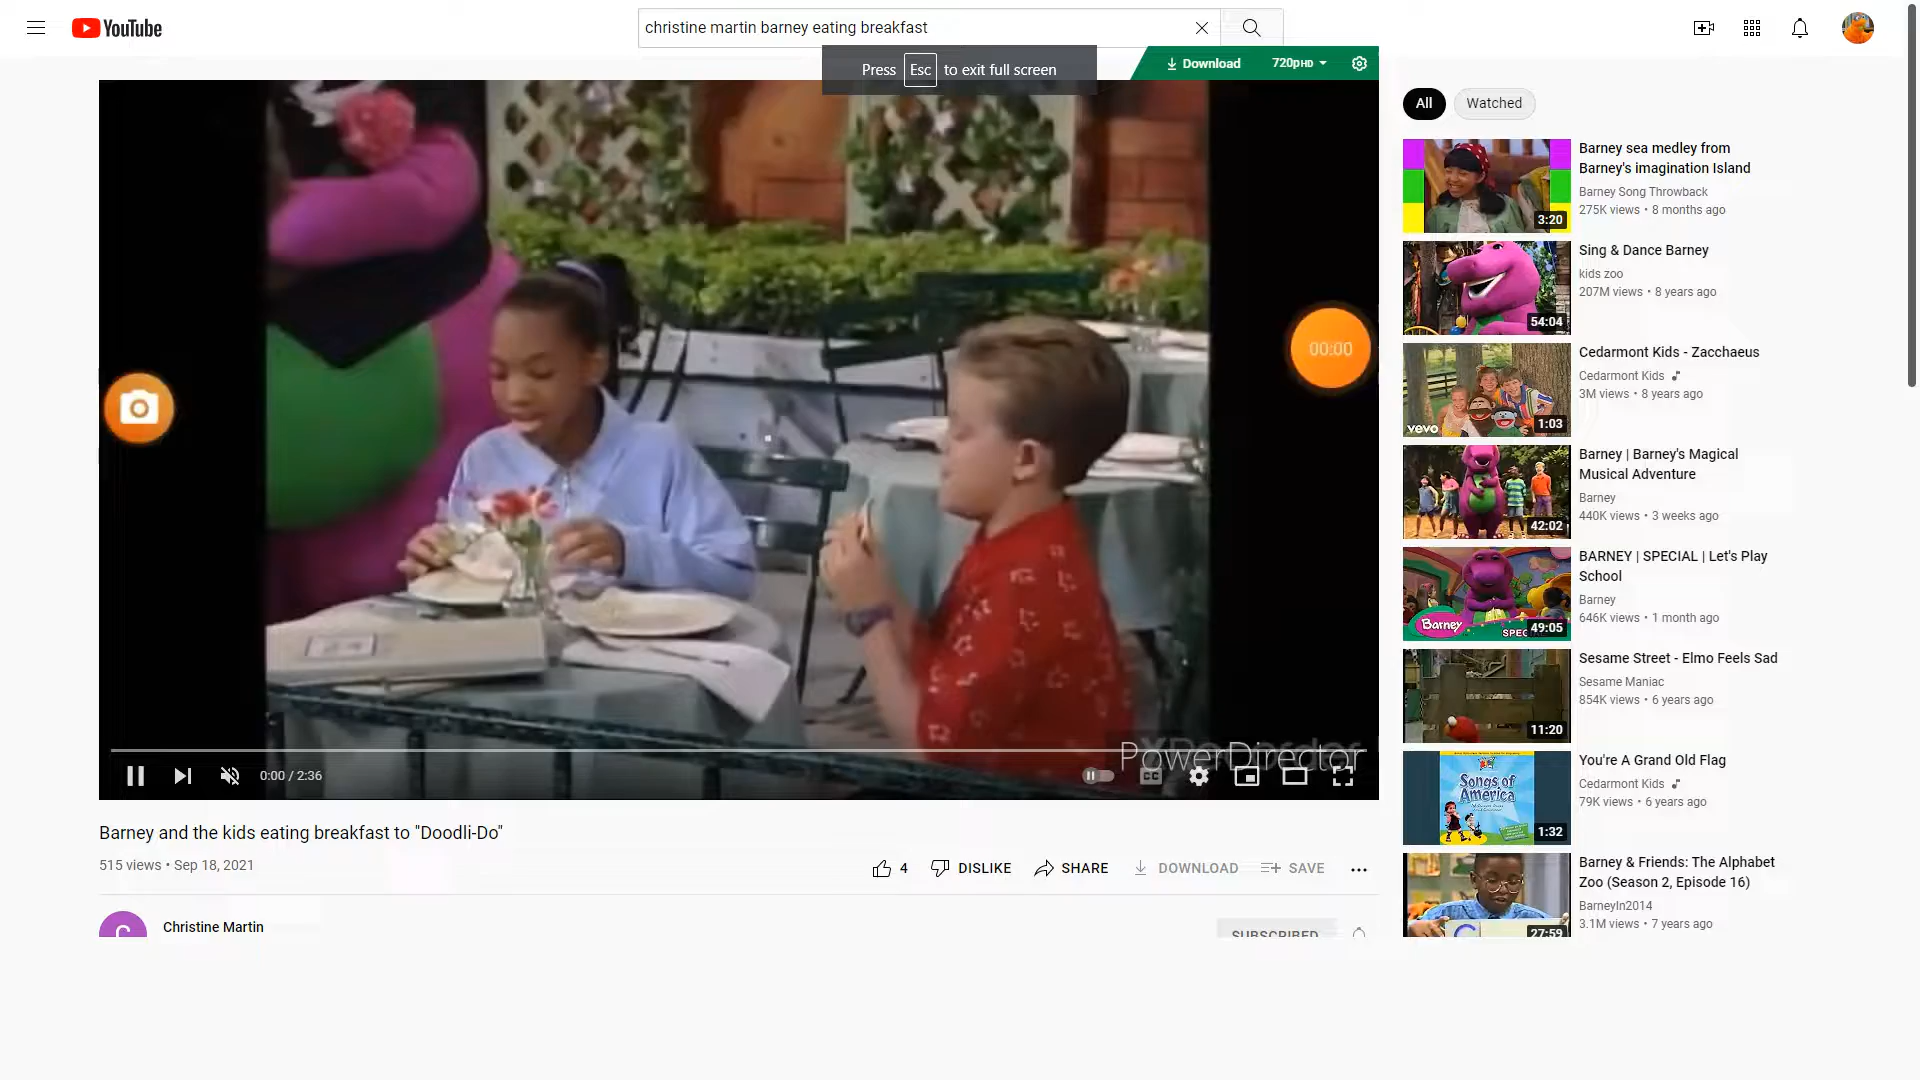 YouTube
christine martin barney eating breakfast
Press Esc to exit full screen
Download 720PHD
All Watched
00:00
PowerDirector
0:00 / 2:36
CC
Barney and the kids eating breakfast to "Doodli-Do"
515 views • Sep 18, 2021
4 DISLIKE SHARE DOWNLOAD SAVE
C
Christine Martin
SUBSCRIBED
Barney sea medley from
Barney's imagination Island
Barney Song Throwback
275K views • 8 months ago
3:20
Sing & Dance Barney
kids zoo
207M views • 8 years ago
54:04
Cedarmont Kids - Zacchaeus
Cedarmont Kids
3M views • 8 years ago
vevo
1:03
Barney | Barney's Magical
Musical Adventure
Barney
440K views • 3 weeks ago
42:02
BARNEY | SPECIAL | Let's Play
School
Barney
646K views • 1 month ago
Barney
49:05
Sesame Street - Elmo Feels Sad
Sesame Maniac
854K views • 6 years ago
11:20
You're A Grand Old Flag
Cedarmont Kids
79K views • 6 years ago
Songs of
America
1:32
Barney & Friends: The Alphabet
Zoo (Season 2, Episode 16)
BarneyIn2014
3.1M views • 7 years ago
27:59